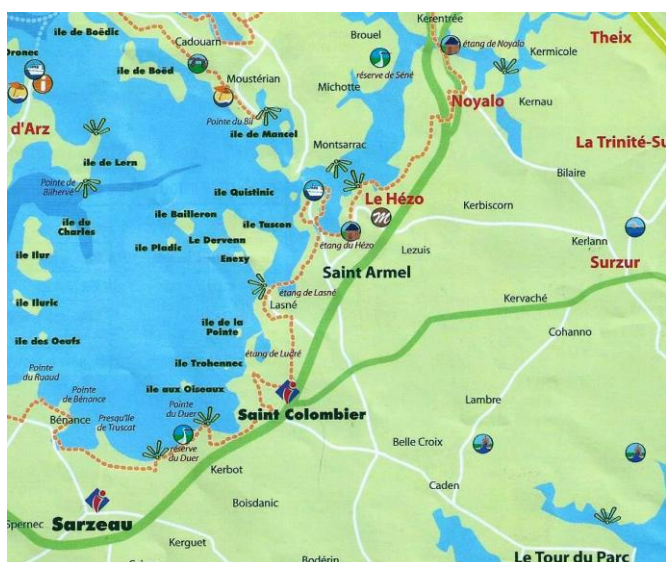 ile de Boëdic
Kerentrée
Dronec
Cadouarn
Brouel
étang de Noyalo
Theix
ile de Boëd
Kermicole
réserve de Séné
Moustérian
Michotte
Noyalo
Kernau
d'Arz
Pointe du Bil
ile de Mancel
Montsarrac
La Trinité-Su
ile de Lern
Bilaire
Pointe de
Bilhervé
ile Quistinic
Le Hézo
Kerbiscorn
ile du
Charles
ile Bailleron
ile Tascon
M
Kerlann
Le Dervenn
étang du Hézo
Lezuis
ile Pladic
Enezy
ile Ilur
Saint Armel
Surzur
étang de Lasné
Lasné
Kervaché
ile Iluric
ile de la
Pointe
Cohanno
ile des Oeufs
étang de Ludré
ile Trohennec
Pointe
du Ruaud
Pointe
de Bénance
ile aux Oiseaux
Lambre
Pointe
du Duer
Saint Colombier
Bénance
Presqu'ile
de Truscat
réserve
du Duer
Belle Croix
Kerbot
Caden
Boisdanic
Spernec
Sarzeau
Kerguet
Bodérin
Le Tour du Parc